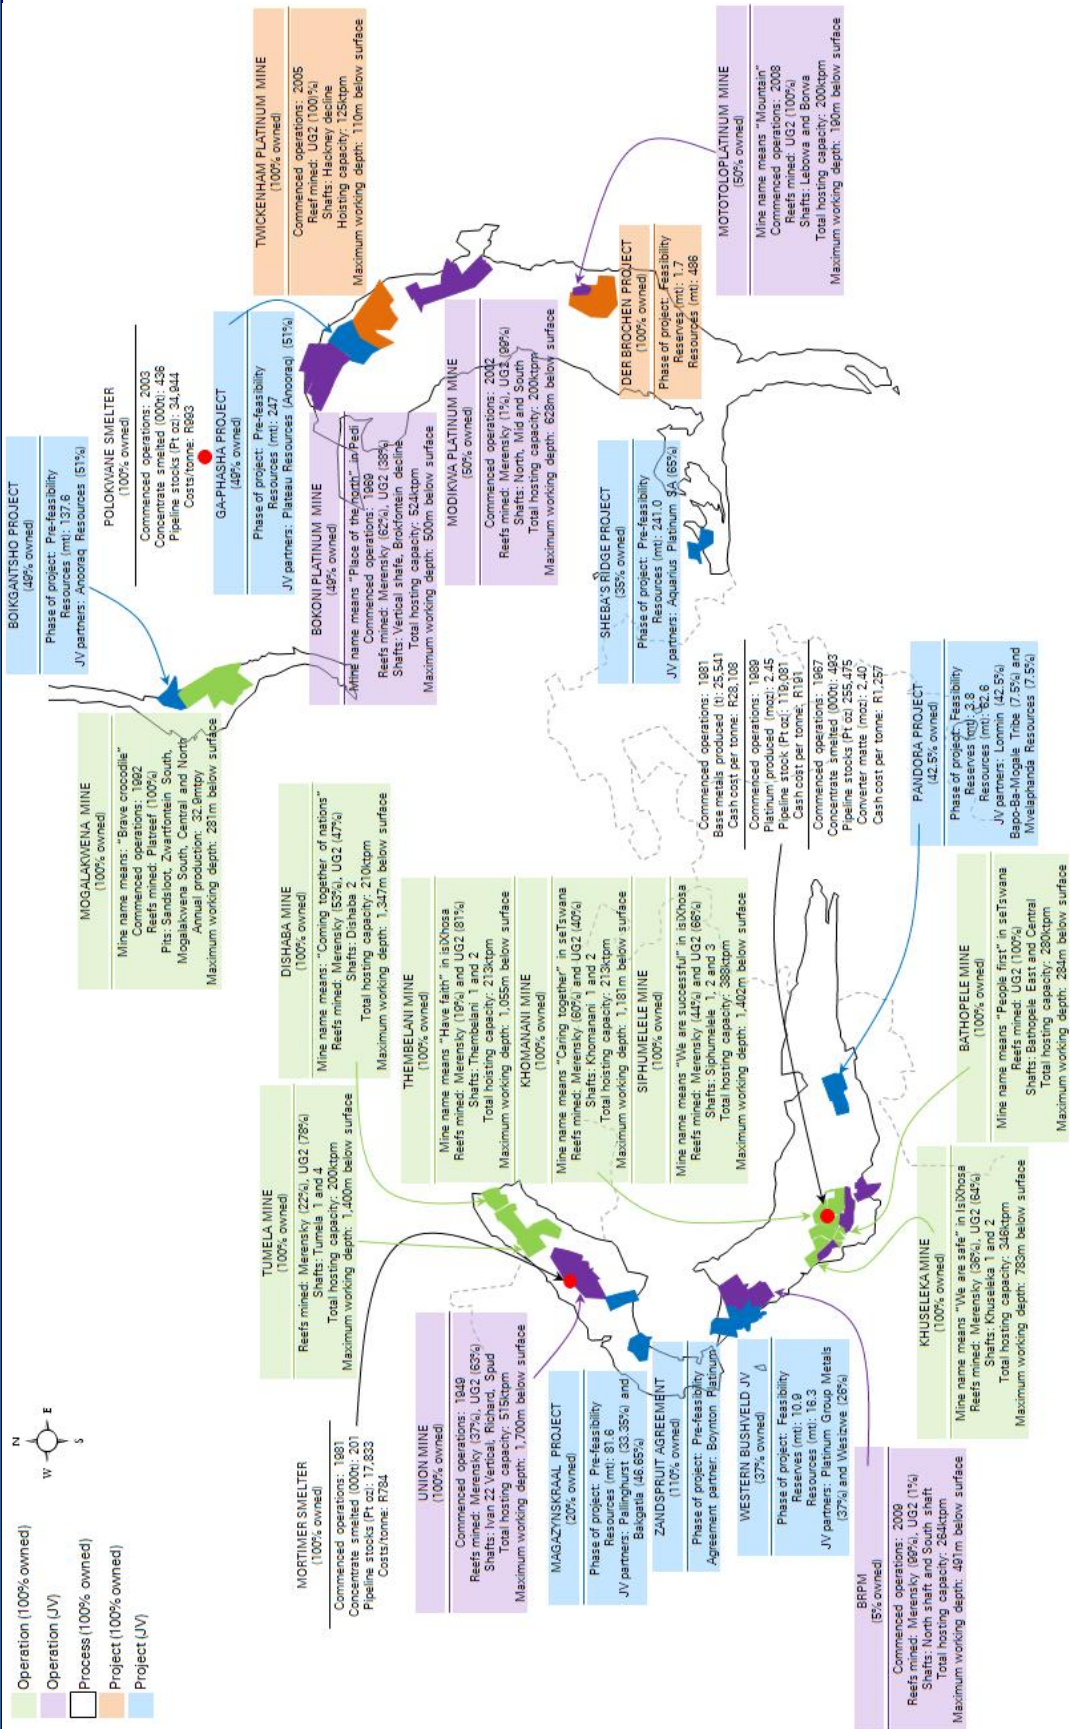 Operation (100% owned)
Operation (JV)
Process (100% owned)
Project (100% owned)
Project (JV)
N
W
E
S
BOIKGANTSHO PROJECT
(49% owned)
Phase of project: Pre-feasibility
Resources (mt): 137.6
JV partners: Anooraq Resources (51%)
MOGALAKWENA MINE
(100% owned)
Mine name means: "Brave crocodile"
Commenced operations: 1992
Reefs mined: Platreef (100%)
Pits: Sandsloot, Zwartfontein South,
Mogalakwena South, Central and North
Annual production: 32.9mtpy
Maximum working depth: 281m below surface
POLOKWANE SMELTER
(100% owned)
Commenced operations: 2003
Concentrate smelted (000t): 436
Pipeline stocks (Pt oz): 34,944
Costs/tonne: R993
GA-PHASHA PROJECT
(49% owned)
Phase of project: Pre-feasibility
Resources (mt): 247
JV partners: Plateau Resources (Anooraq) (51%)
TWICKENHAM PLATINUM MINE
(100% owned)
Commenced operations: 2005
Reef mined: UG2 (100)%)
Shafts: Hackney decline
Hoisting capacity: 125ktpm
Maximum working depth: 110m below surface
BOKONI PLATINUM MINE
(49% owned)
Mine name means "Place of the north" in Pedi
Commenced operations: 1969
Reefs mined: Merensky (62%), UG2 (38%)
Shafts: Vertical shafe, Brokfontein decline
Total hosting capacity: 524ktpm
Maximum working depth: 500m below surface
MODIKWA PLATINUM MINE
(50% owned)
Commenced operations: 2002
Reefs mined: Merensky (1%), UG2 (99%)
Shafts: North, Mid and South
Total hosting capacity: 200ktpm
Maximum working depth: 628m below surface
DER BROCHEN PROJECT
(100% owned)
Phase of project: Feasibility
Reserves (mt): 1.7
Resources (mt): 486
MOTOTOLOPLATINUM MINE
(50% owned)
Mine name means "Mountain"
Commenced operations: 2008
Reefs mined: UG2 (100%)
Shafts: Lebowa and Borwa
Total hosting capacity: 200ktpm
Maximum working depth: 190m below surface
SHEBA'S RIDGE PROJECT
(35% owned)
Phase of project: Pre-feasibility
Resources (mt): 241.0
JV partners: Aquarius Platinum SA (65%)
DISHABA MINE
(100% owned)
Mine name means: "Coming together of nations"
Reefs mined: Merensky (53%), UG2 (47%)
Shafts: Dishaba 2
Total hosting capacity: 210ktpm
Maximum working depth: 1,347m below surface
TUMELA MINE
(100% owned)
Reefs mined: Merensky (22%), UG2 (78%)
Shafts: Tumela 1 and 4
Total hosting capacity: 200ktpm
Maximum working depth: 1,400m below surface
MORTIMER SMELTER
(100% owned)
Commenced operations: 1981
Concentrate smelted (000t): 201
Pipeline stocks (Pt oz): 17,833
Costs/tonne: R784
THEMBELANI MINE
(100% owned)
Mine name means "Have faith" in isiXhosa
Reefs mined: Merensky (19%) and UG2 (81%)
Shafts: Thembelani 1 and 2
Total hoisting capacity: 213ktpm
Maximum working depth: 1,055m below surface
KHOMANANI MINE
(100% owned)
Mine name means "Caring together" in seTswana
Reefs mined: Merensky (60%) and UG2 (40%)
Shafts: Khomanani 1 and 2
Total hoisting capacity: 213ktpm
Maximum working depth: 1,181m below surface
SIPHUMELELE MINE
(100% owned)
Mine name means "We are successful" in isiXhosa
Reefs mined: Merensky (44%) and UG2 (66%)
Shafts: Siphumelele 1, 2 and 3
Total hosting capacity: 388ktpm
Maximum working depth: 1,402m below surface
Commenced operations: 1981
Base metals produced (t): 25,541
Cash cost per tonne: R28,108
Commenced operations: 1989
Platinum produced (moz): 2.45
Pipeline stock (Pt oz): 119,081
Cash cost per tonne: R191
Commenced operations: 1967
Concentrate smelted (000t): 493
Pipeline stocks (Pt oz) 255,475
Converter matte (moz): 2,40
Cash cost per tonne: R1,257
UNION MINE
(100% owned)
Commenced operations: 1949
Reefs mined: Merensky (37%), UG2 (63%)
Shafts: Ivan 22 Vertical, Richard, Spud
Total hosting capacity: 515ktpm
Maximum working depth: 1,700m below surface
MAGAZYNSKRAAL PROJECT
(20% owned)
Phase of project: Pre-feasibility
Resources (mt): 81.6
JV partners: Pallinghurst (33.35%) and
Bakgatla (46.65%)
ZANDSPRUIT AGREEMENT
(110% owned)
Phase of project: Pre-feasibility
Agreement partner: Boynton Platinum
WESTERN BUSHVELD JV
(37% owned)
Phase of project: Feasibility
Reserves (mt): 10.9
Resources (mt): 16.3
JV partners: Platinum Group Metals
(37%) and Wesizwe (26%)
BRPM
(5% owned)
Commenced operations: 2009
Reefs mined: Merensky (96%), UG2 (1%)
Shafts: North shaft and South shaft
Total hosting capacity: 264ktpm
Maximum working depth: 491m below surface
KHUSELEKA MINE
(100% owned)
Mine name means "We are safe" in IsiXhosa
Reefs mined: Merensky (36%), UG2 (64%)
Shafts: Khuseleka 1 and 2
Total hosting capacity: 346ktpm
Maximum working depth: 783m below surface
BATHOPELE MINE
(100% owned)
Mine name means "People first" in seTswana
Reefs mined: UG2 (100%)
Shafts: Bathopele East and Central
Total hosting capacity: 280ktpm
Maximum working depth: 284m below surface
PANDORA PROJECT
(42.5% owned)
Phase of project: Feasibility
Reserves (mt): 3.8
Resources (mt): 62.6
JV partners: Lonmin (42.5%)
Bapo-Ba-Mogale Tribe (7.5%) and
Mvelaphanda Resources (7.5%)